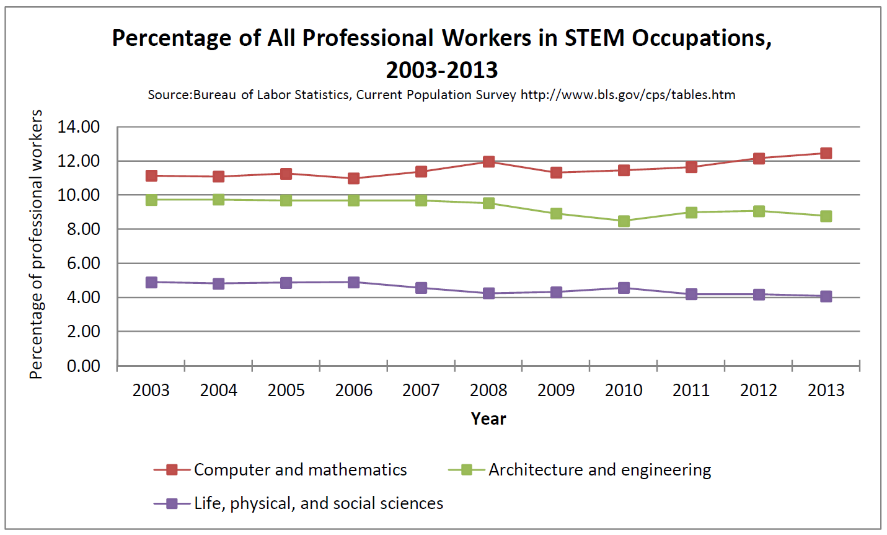 Percentage of All Professional Workers in STEM Occupations,
2003-2013
Source:Bureau of Labor Statistics, Current Population Survey http://www.bls.gov/cps/tables.htm
Percentage of professional workers
14.00
12.00
10.00
8.00
6.00
4.00
2.00
0.00
2003 2004 2005 2006 2007 2008 2009 2010 2011 2012 2013
Year
Computer and mathematics Architecture and engineering
Life, physical, and social sciences